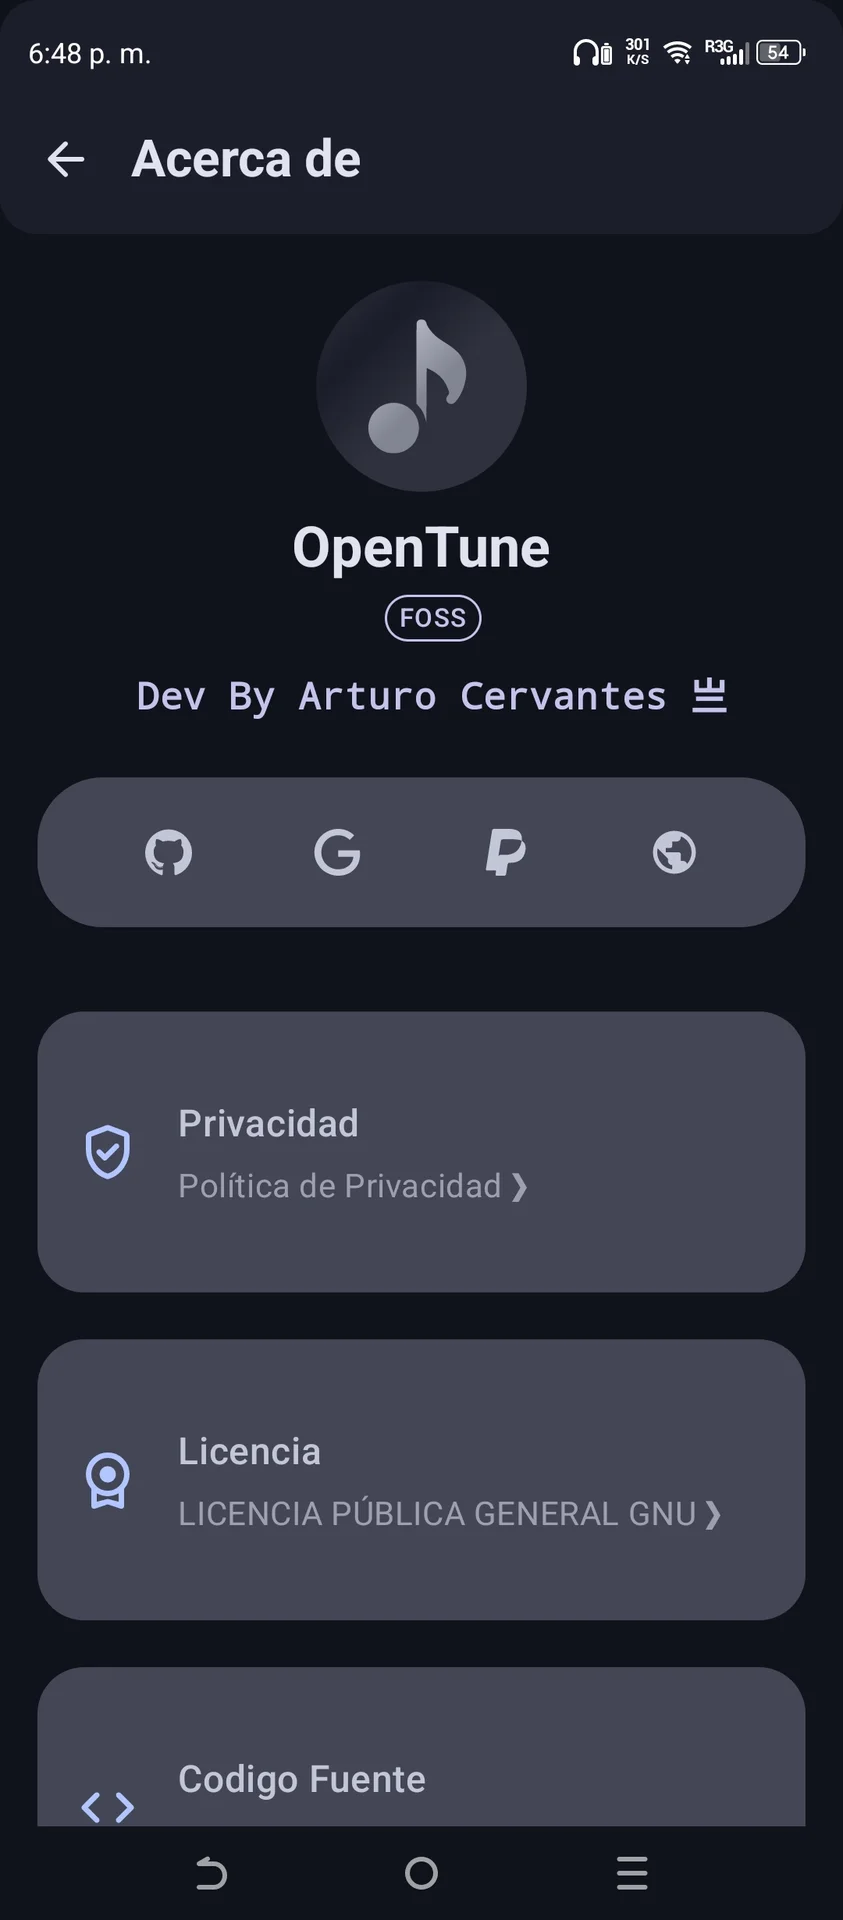 6:48 p. m.
301
K/S
R3G
54
Acerca de
OpenTune
FOSS
Dev By Arturo Cervantes 亗
Privacidad
Política de Privacidad ❯
Licencia
LICENCIA PÚBLICA GENERAL GNU ❯
Codigo Fuente